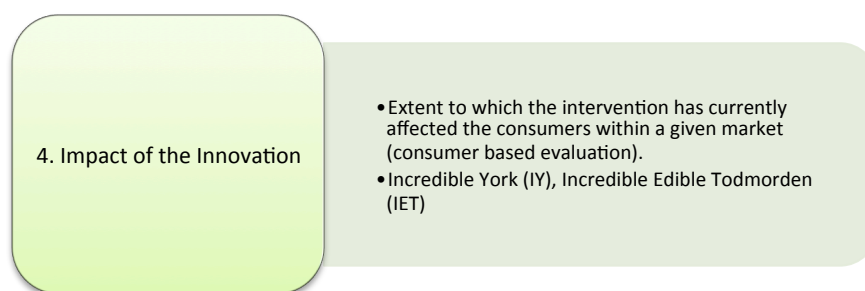 4. Impact of the Innovation
•Extent to which the intervention has currently
affected the consumers within a given market
(consumer based evaluation).
•Incredible York (IY), Incredible Edible Todmorden
(IET)